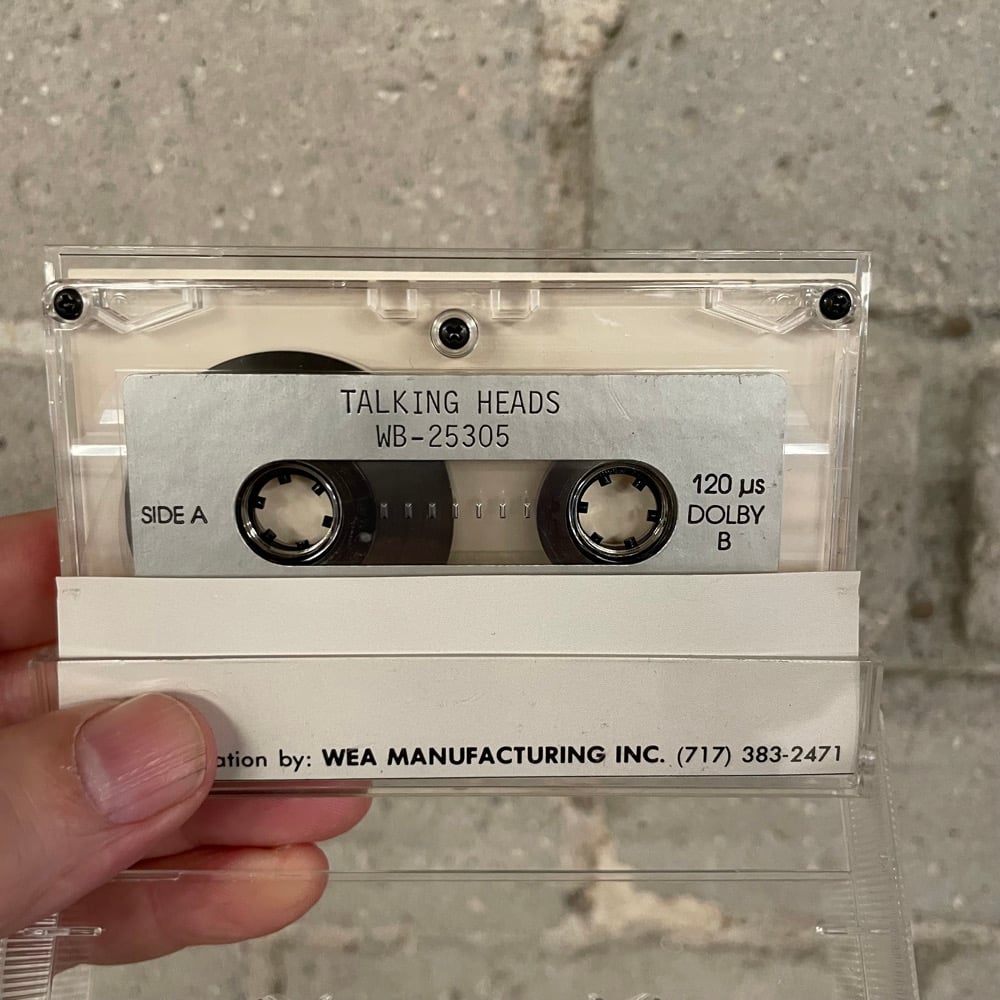 TALKING HEADS
WB-25305
SIDE A
120 µs
DOLBY
B
ation by: WEA MANUFACTURING INC. (717) 383-2471